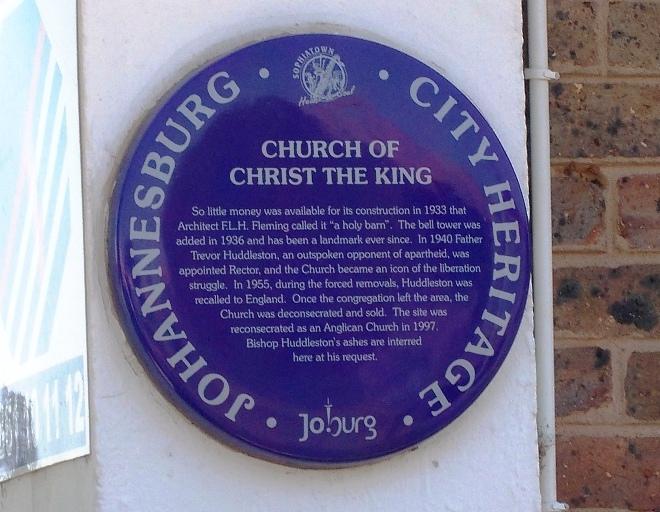 SOPHIATOWN
JOHANNESBURG • CITY HERITAGE
CHURCH OF
CHRIST THE KING
So little money was available for its construction in 1933 that
Architect F.L.H. Fleming called it "a holy barn". The bell tower was
added in 1936 and has been a landmark ever since. In 1940 Father
Trevor Huddleston, an outspoken opponent of apartheid, was
appointed Rector, and the Church became an icon of the liberation
struggle. In 1955, during the forced removals, Huddleston was
recalled to England. Once the congregation left the area, the
Church was deconsecrated and sold. The site was
reconsecrated as an Anglican Church in 1997.
Bishop Huddleston's ashes are interred
here at his request.
Joburg
11 12